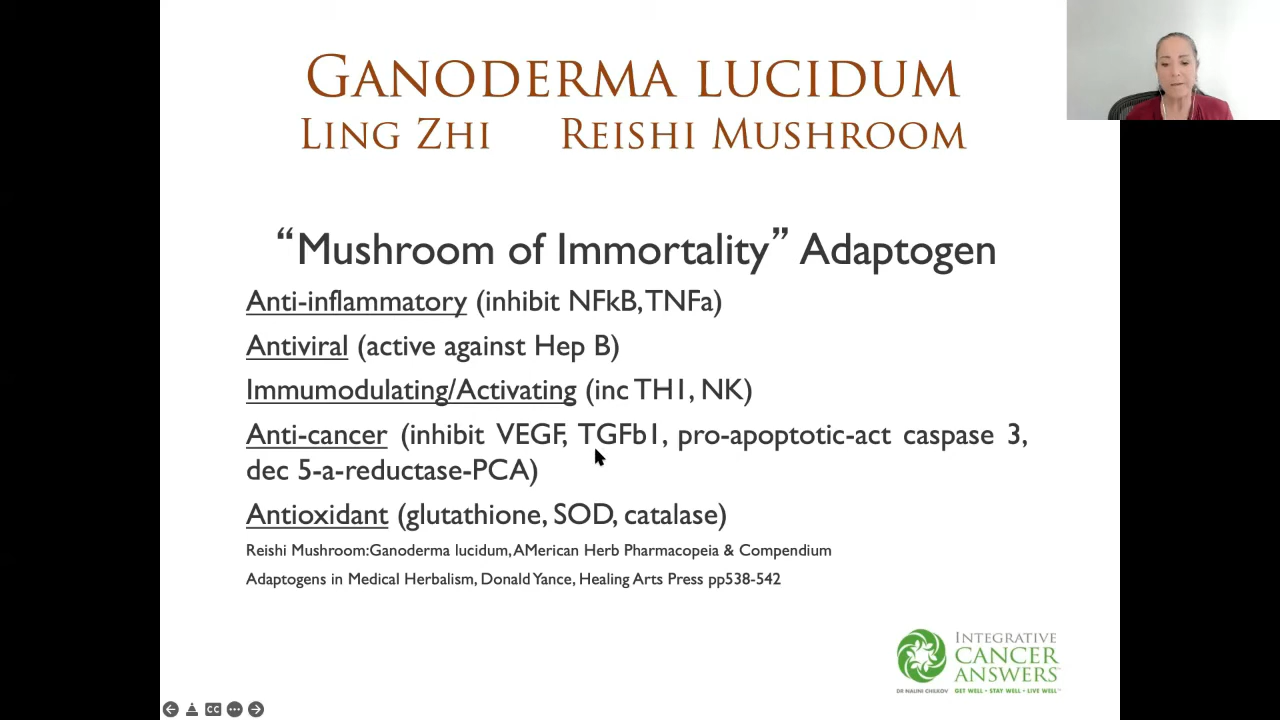 GANODERMA LUCIDUM
LING ZHI REISHI MUSHROOM
“Mushroom of Immortality” Adaptogen
Anti-inflammatory (inhibit NFkB, TNFa)
Antiviral (active against Hep B)
Immumodulating/Activating (inc TH1, NK)
Anti-cancer (inhibit VEGF, TGFb1, pro-apoptotic-act caspase 3,
dec 5-a-reductase-PCA)
Antioxidant (glutathione, SOD, catalase)
Reishi Mushroom:Ganoderma lucidum, AMerican Herb Pharmacopeia & Compendium
Adaptogens in Medical Herbalism, Donald Yance, Healing Arts Press pp538-542
INTEGRATIVE
CANCER
ANSWERS™
DR NALINI CHILKOV GET WELL • STAY WELL • LIVE WELL™
CC